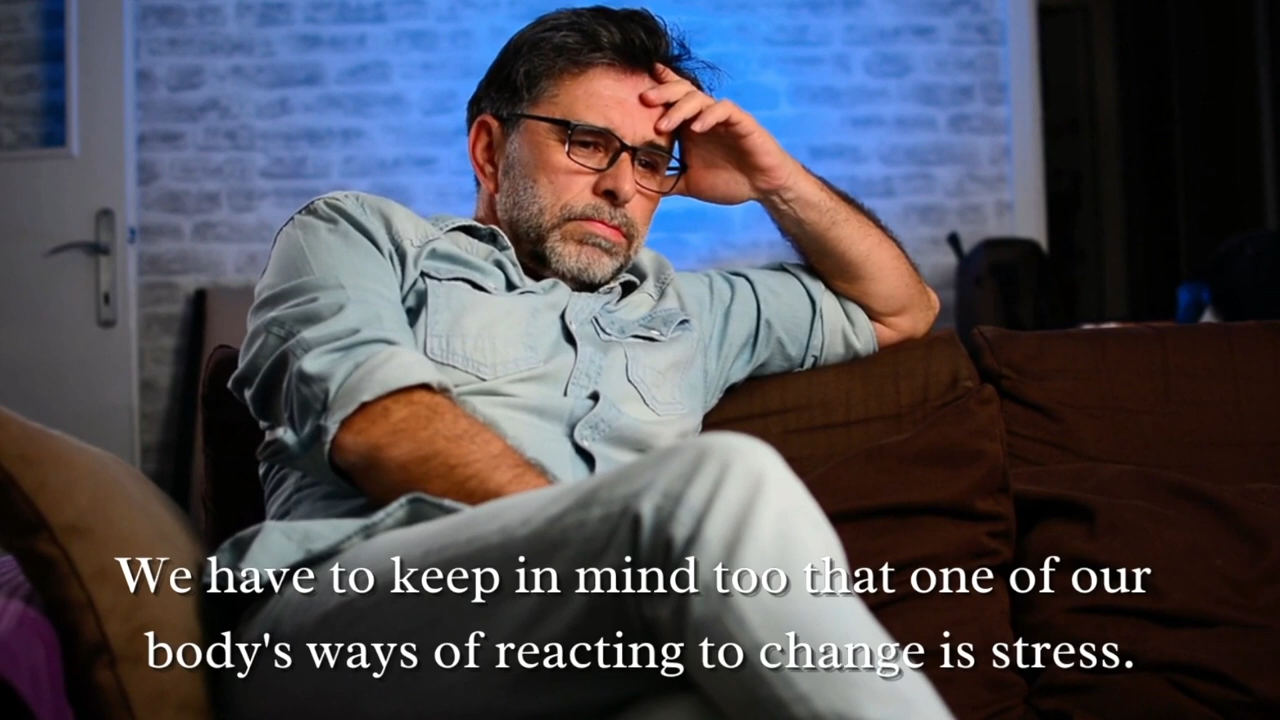 We have to keep in mind too that one of our
body's ways of reacting to change is stress.